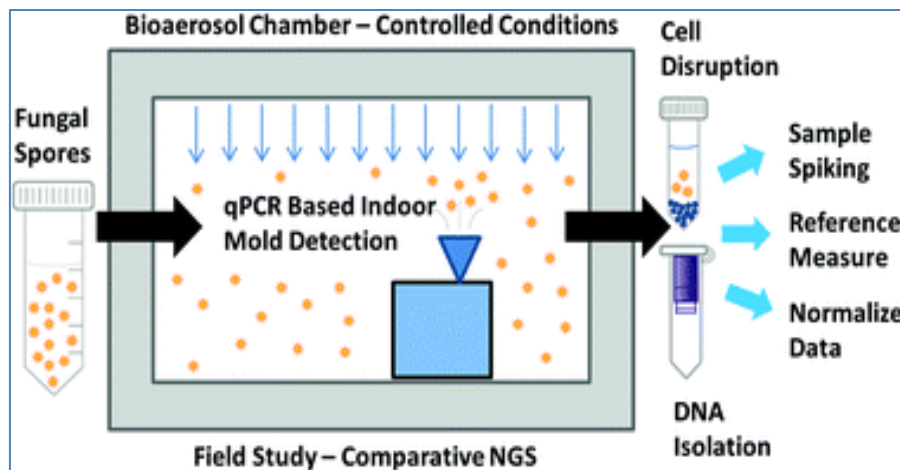 Bioaerosol Chamber – Controlled Conditions
Cell
Disruption
Fungal
Spores
qPCR Based Indoor
Mold Detection
Sample
Spiking
Reference
Measure
Normalize
Data
DNA
Isolation
Field Study – Comparative NGS